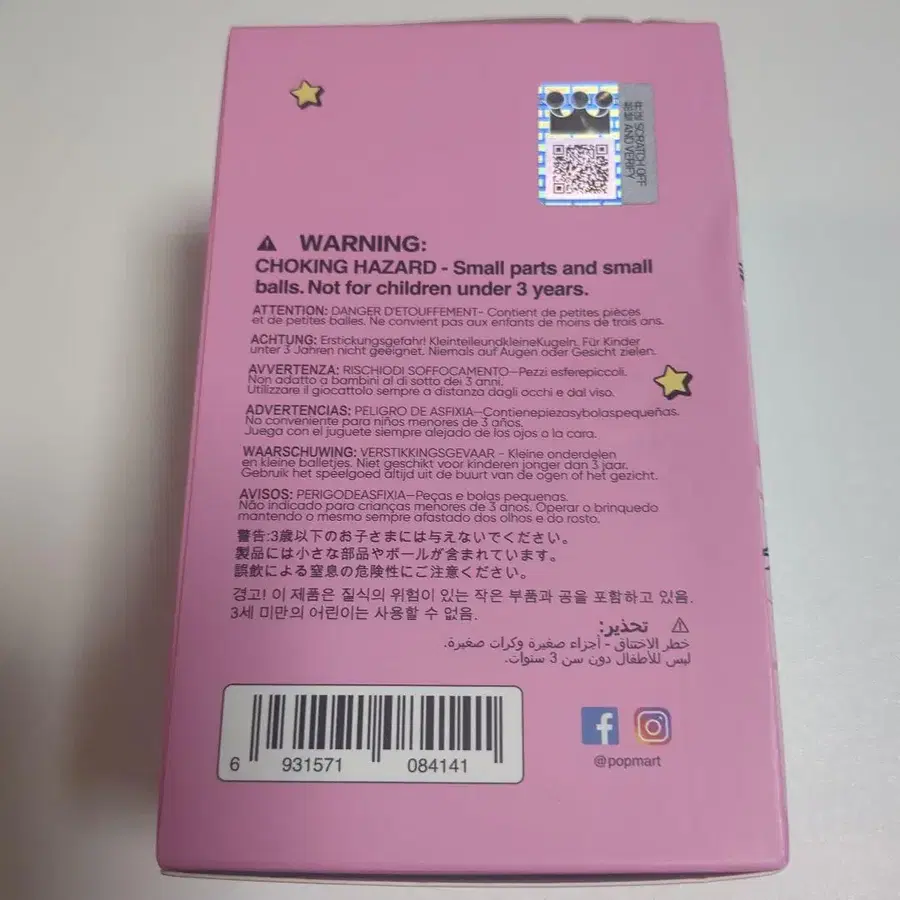 SCRATCH OFF
AND VERIFY
WARNING:
CHOKING HAZARD - Small parts and small
balls. Not for children under 3 years.
ATTENTION: DANGER D'ETOUFFEMENT- Contient de petites pièces
et de petites balles. Ne convient pas aux enfants de moins de trois ans.
ACHTUNG: Erstickungsgefahr! KleinteileundkleineKugeln. Für Kinder
unter 3 Jahren nicht geeignet. Niemals auf Augen oder Gesicht zielen.
AVVERTENZA: RISCHIODI SOFFOCAMENTO—Pezzi esferepiccoli.
Non adatto a bambini al di sotto dei 3 anni.
Utilizzare il giocattolo sempre a distanza dagli occhi e dal viso.
ADVERTENCIAS: PELIGRO DE ASFIXIA—Contienepiezasybolaspequeñas.
No conveniente para niños menores de 3 años.
Juega con el juguete siempre alejado de los ojos o la cara.
WAARSCHUWING: VERSTIKKINGSGEVAAR - Kleine onderdelen
en kleine balletjes. Niet geschikt voor kinderen jonger dan 3 jaar.
Gebruik het speelgoed altijd uit de buurt van de ogen of het gezicht.
AVISOS: PERIGODEASFIXIA—Peças e bolas pequenas.
Não indicado para crianças menores de 3 anos. Operar o brinquedo
mantendo o mesmo sempre afastado dos olhos e do rosto.
警告:3歳以下のお子さまには与えないでください。
製品には小さな部品やボールが含まれています。
誤飲による窒息の危険性にご注意ください。
경고! 이 제품은 질식의 위험이 있는 작은 부품과 공을 포함하고 있음.
3세 미만의 어린이는 사용할 수 없음.
تحذير:
خطر الاختناق - أجزاء صغيرة وكرات صغيرة.
ليس للأطفال دون سن 3 سنوات.
6 931571 084141
@popmart